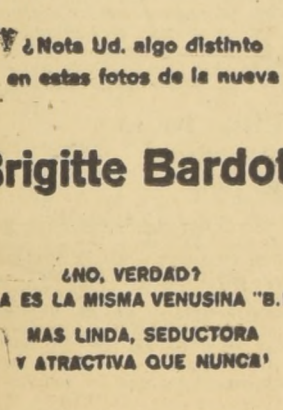 ¿Nota Ud. algo distinto
en estas fotos de la nueva
Brigitte Bardot
¿NO, VERDAD?
A ES LA MISMA VENUSINA "B.
MAS LINDA, SEDUCTORA
Y ATRACTIVA QUE NUNCA'